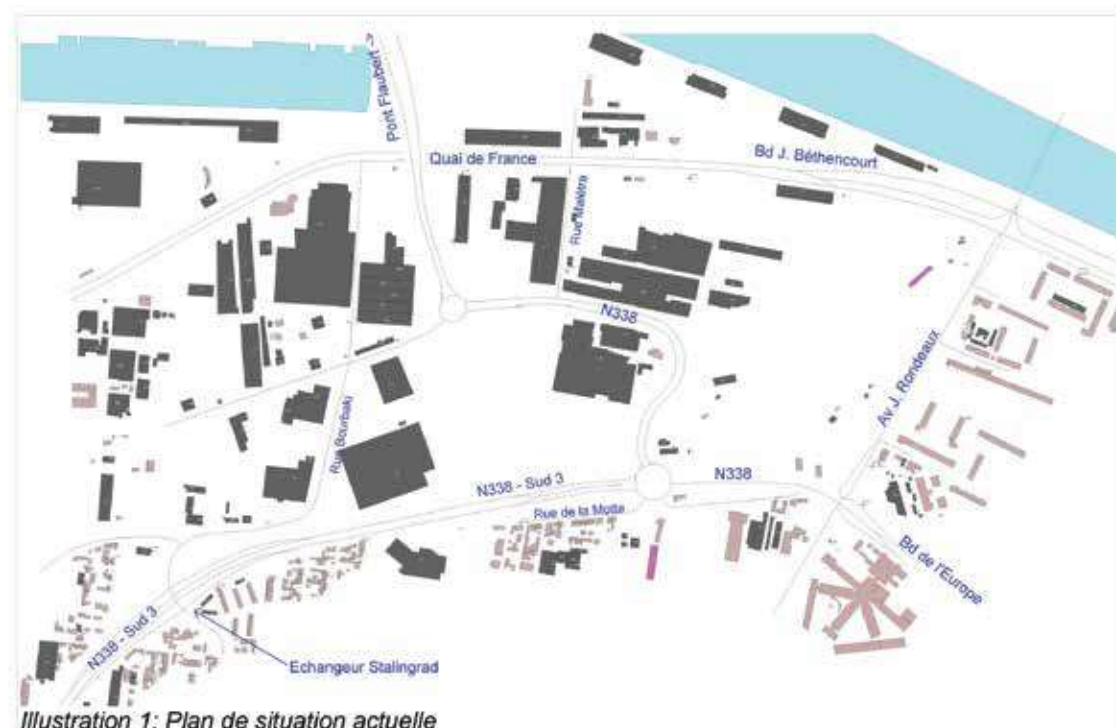 Pont Flaubert ->
Quai de France
Bd J. Béthencourt
Rue Malétra
N338
Av J. Rondeaux
Rue Bourbaki
N338 - Sud 3
N338
Rue de la Motte
Bd de l'Europe
N338 - Sud 3
Echangeur Stalingrad
Illustration 1: Plan de situation actuelle